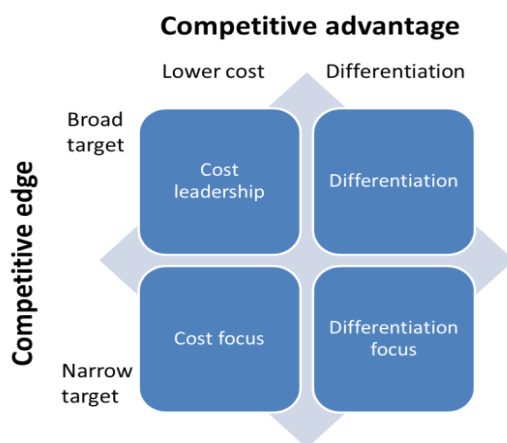 Competitive advantage
Lower cost
Differentiation
Broad
target
Cost
leadership
Differentiation
Competitive edge
Cost focus
Differentiation
focus
Narrow
target